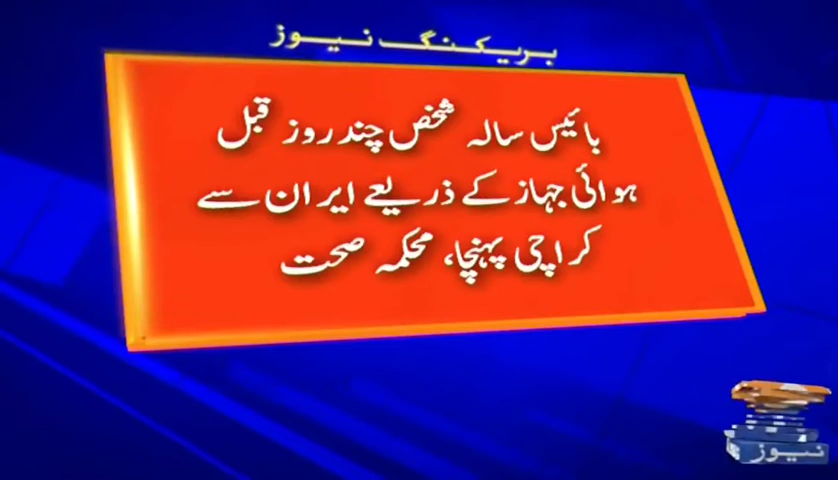 بریکنگ نیوز
بائیس سالہ شخص چند روز قبل
ہوائی جہاز کے ذریعے ایران سے
کراچی پہنچا، محکمہ صحت
نیوز